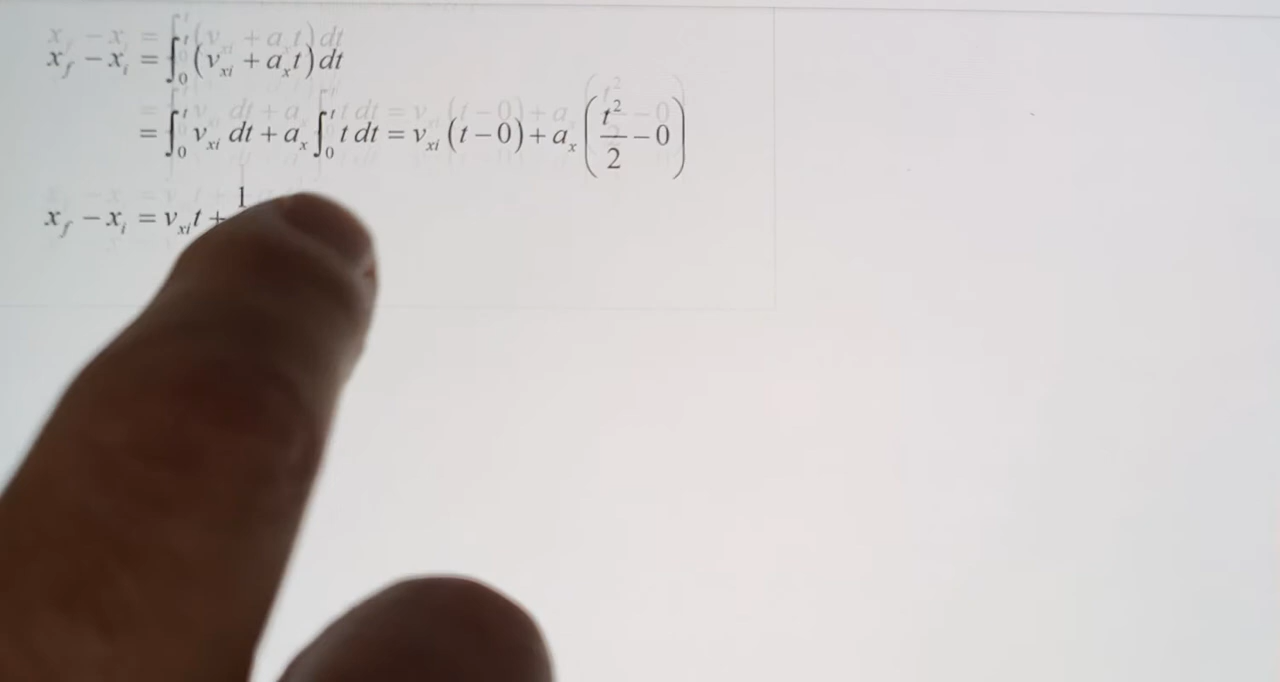 x_f − x_i = ∫_0^t (v_xi + a_x t) dt
= ∫_0^t v_xi dt + a_x ∫_0^t t dt = v_xi (t − 0) + a_x (t²/2 − 0)
x_f − x_i = v_xi t + 1